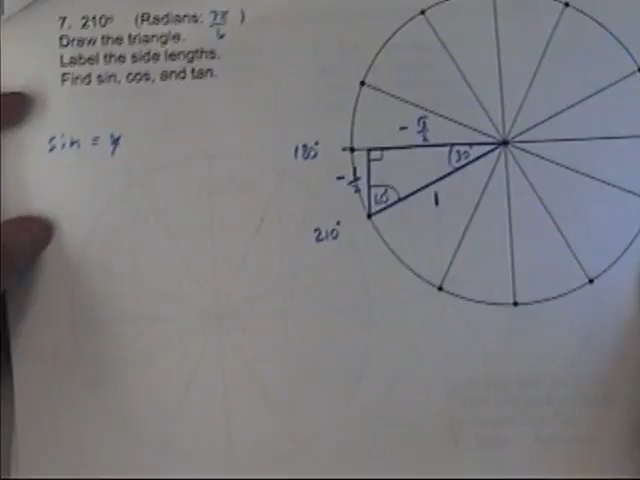 7. 210° (Radians: 7π/6 )
Draw the triangle.
Label the side lengths.
Find sin, cos, and tan.
sin = y
-√3/2
180°
30°
-1/2
60°
1
210°